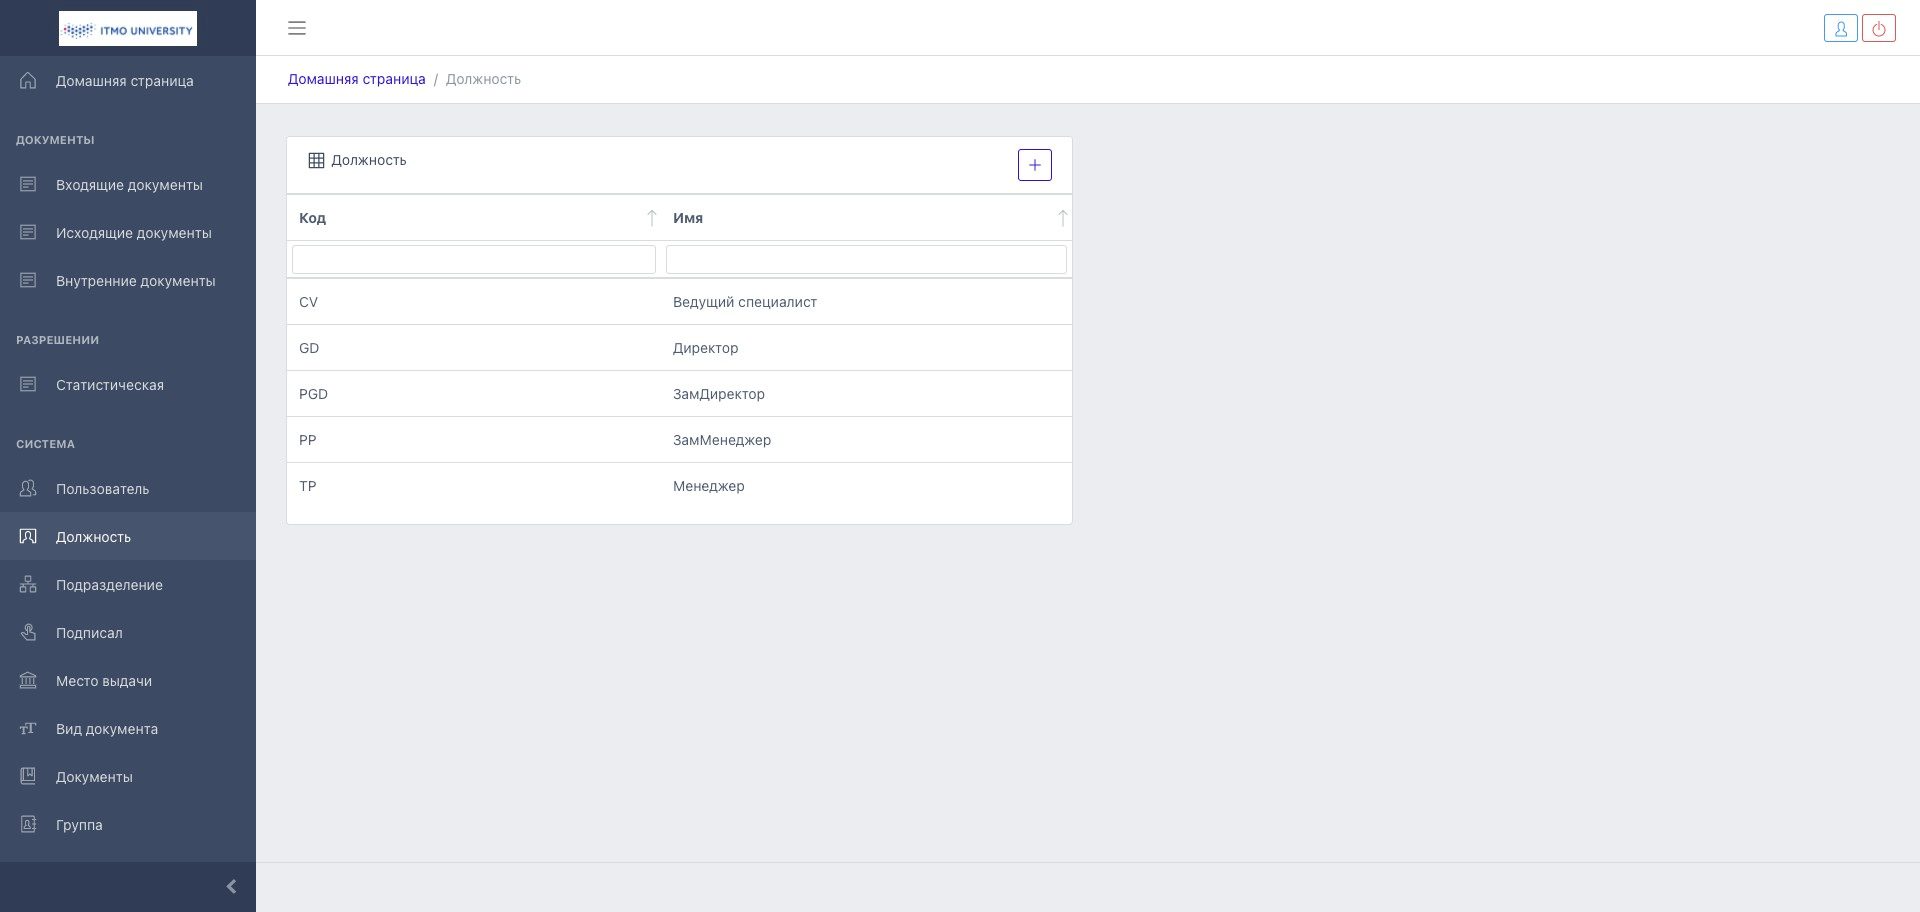 ITMO UNIVERSITY
Домашняя страница
ДОКУМЕНТЫ
Входящие документы
Исходящие документы
Внутренние документы
РАЗРЕШЕНИИ
Статистическая
СИСТЕМА
Пользователь
Должность
Подразделение
Подписал
Место выдачи
Вид документа
Документы
Группа
Домашняя страница / Должность
Должность
Код Имя
CV Ведущий специалист
GD Директор
PGD ЗамДиректор
PP ЗамМенеджер
TP Менеджер